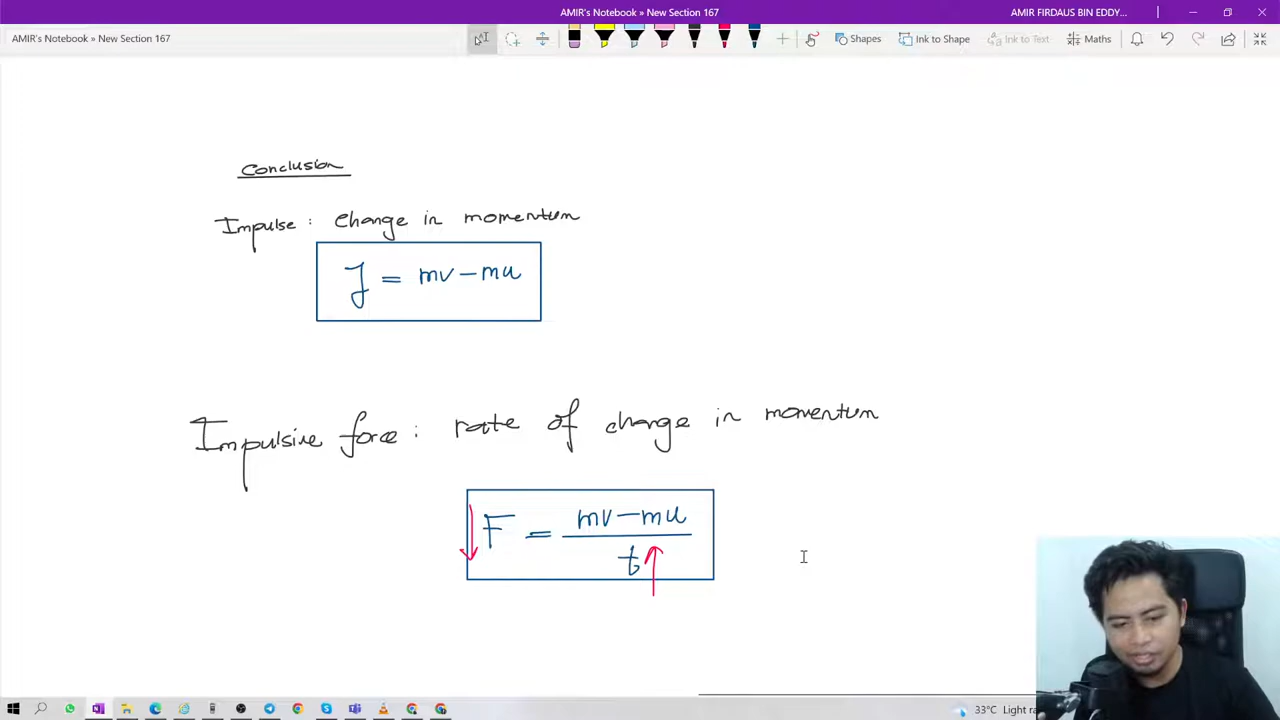 AMIR's Notebook » New Section 167
AMIR FIRDAUS BIN EDDY...
AMIR's Notebook » New Section 167
Shapes
Ink to Shape
Ink to Text
Maths
Conclusion
Impulse : Change in momentum
J = mv - mu
Impulsive force : rate of change in momentum
F = mv - mu / t
33°C Light